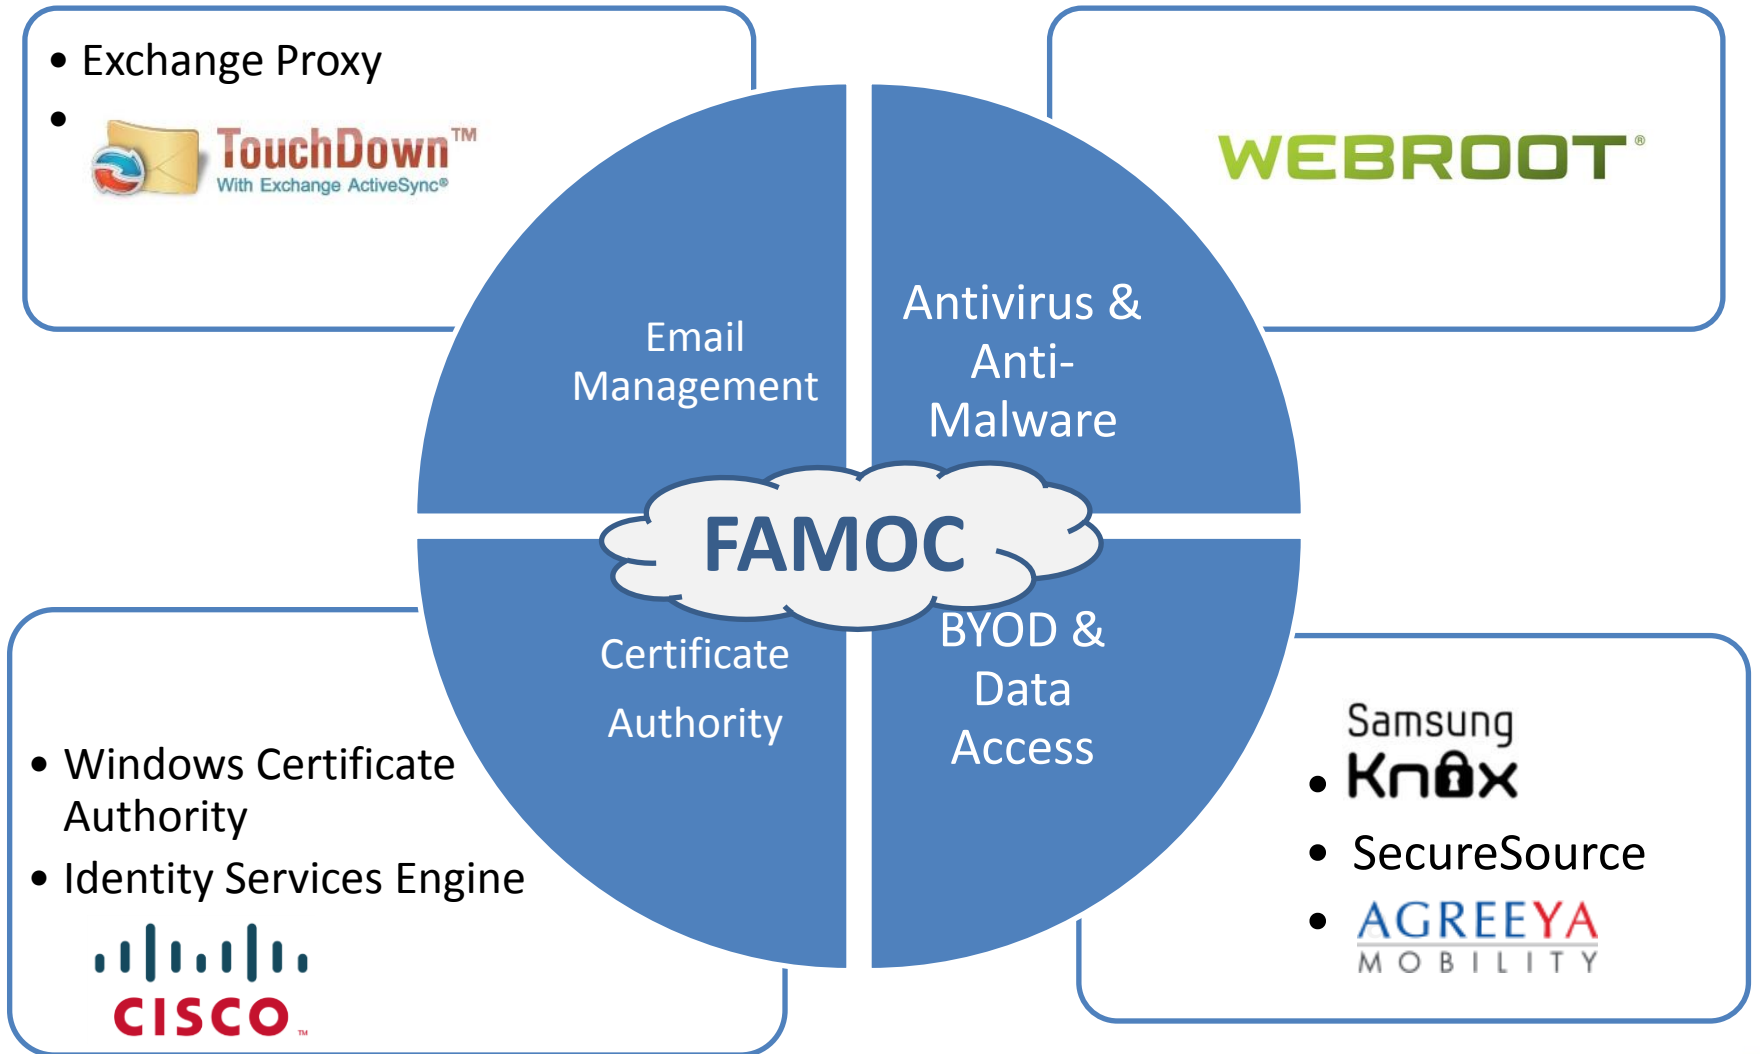 • Exchange Proxy
•
TouchDown™
With Exchange ActiveSync®
WEBROOT®
Email
Management
Antivirus &
Anti-
Malware
FAMOC
Certificate
Authority
BYOD &
Data
Access
• Windows Certificate
Authority
• Identity Services Engine
CISCO™
Samsung
• Knox
• SecureSource
• AGREEYA
MOBILITY